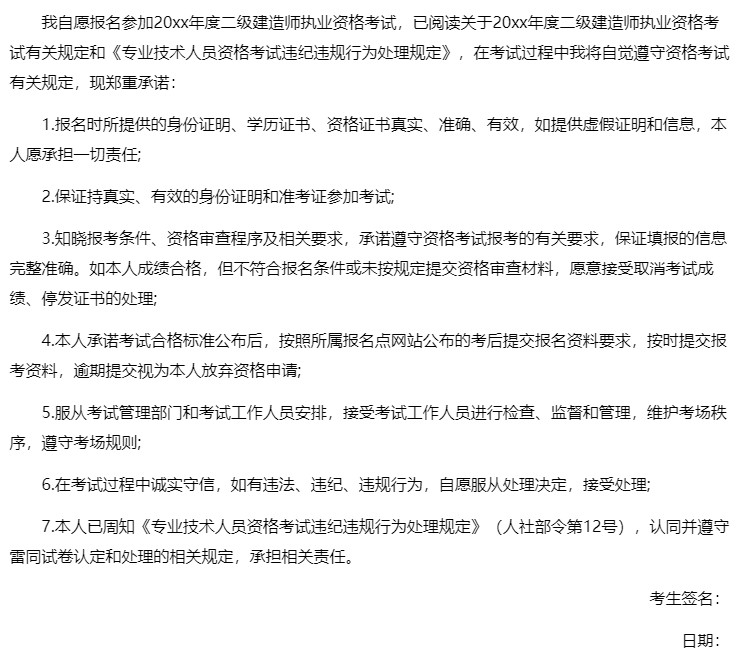 我自愿报名参加20xx年度二级建造师执业资格考试，已阅读关于20xx年度二级建造师执业资格考
试有关规定和《专业技术人员资格考试违纪违规行为处理规定》，在考试过程中我将自觉遵守资格考试
有关规定，现郑重承诺：
1.报名时所提供的身份证明、学历证书、资格证书真实、准确、有效，如提供虚假证明和信息，本
人愿承担一切责任;
2.保证持真实、有效的身份证明和准考证参加考试;
3.知晓报考条件、资格审查程序及相关要求，承诺遵守资格考试报考的有关要求，保证填报的信息
完整准确。如本人成绩合格，但不符合报名条件或未按规定提交资格审查材料，愿意接受取消考试成
绩、停发证书的处理;
4.本人承诺考试合格标准公布后，按照所属报名点网站公布的考后提交报名资料要求，按时提交报
考资料，逾期提交视为本人放弃资格申请;
5.服从考试管理部门和考试工作人员安排，接受考试工作人员进行检查、监督和管理，维护考场秩
序，遵守考场规则;
6.在考试过程中诚实守信，如有违法、违纪、违规行为，自愿服从处理决定，接受处理;
7.本人已周知《专业技术人员资格考试违纪违规行为处理规定》（人社部令第12号），认同并遵守
雷同试卷认定和处理的相关规定，承担相关责任。
考生签名：
日期：